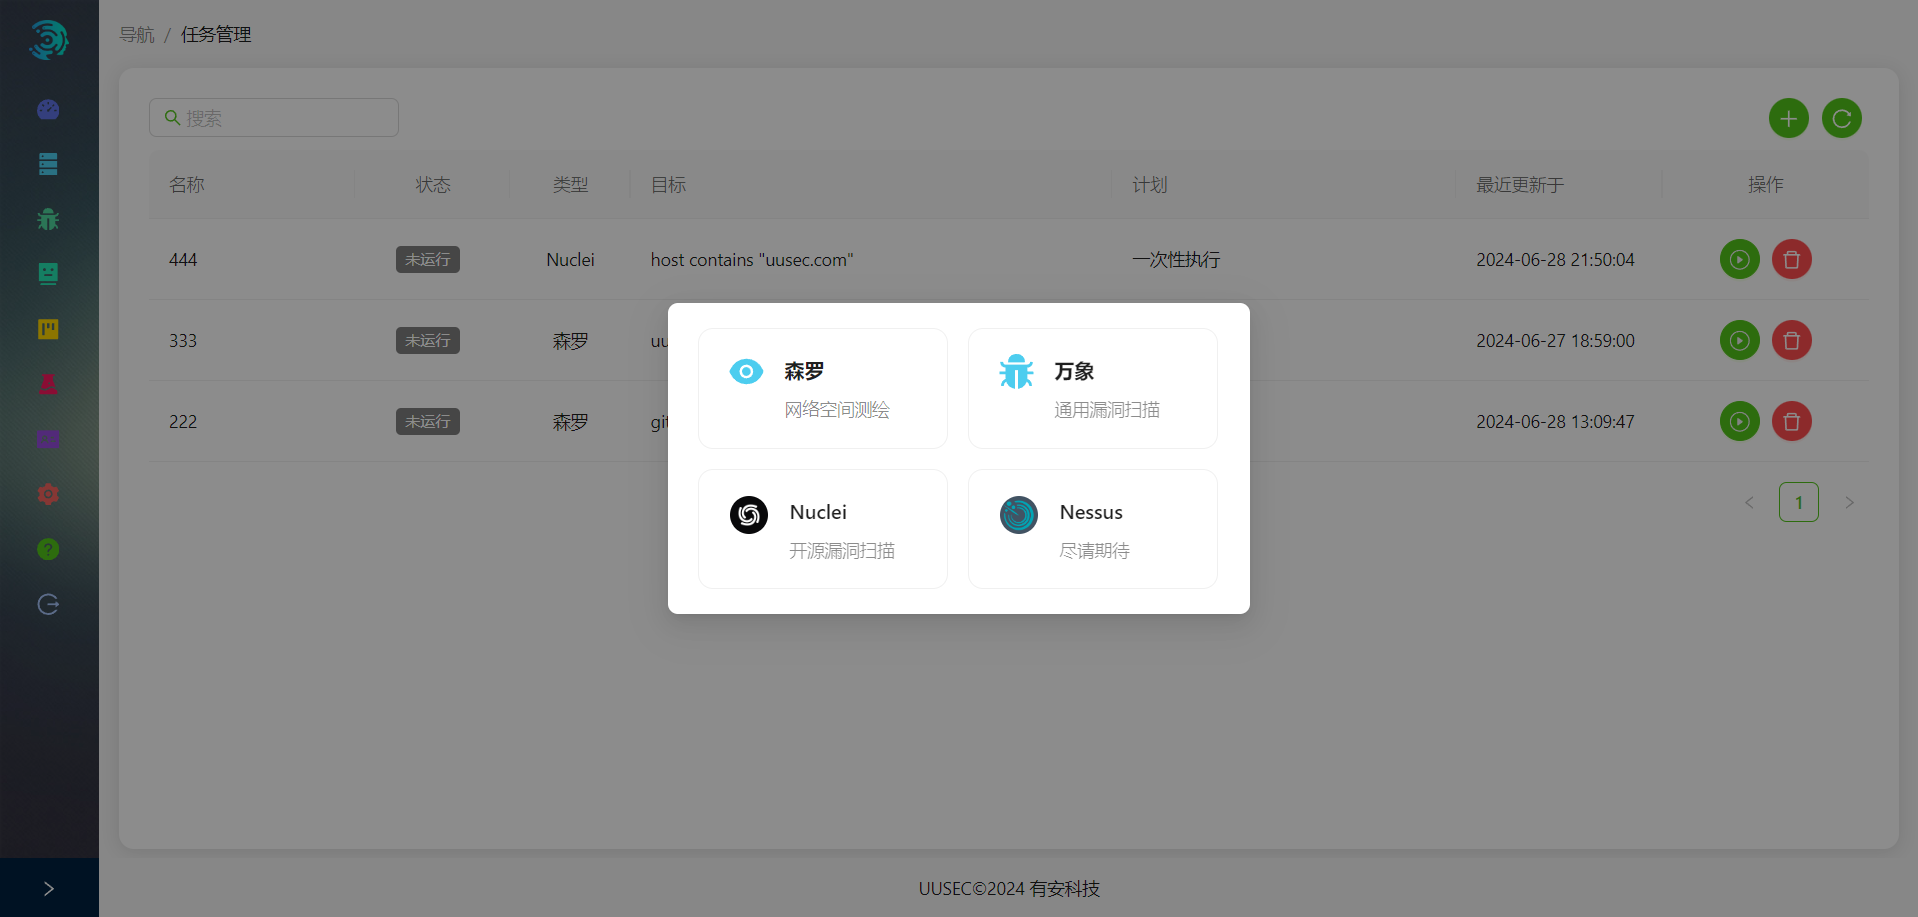 导航 / 任务管理
搜索
名称 状态 类型 目标 计划 最近更新于 操作
444 未运行 Nuclei host contains "uusec.com" 一次性执行 2024-06-28 21:50:04
333 未运行 森罗 uu 2024-06-27 18:59:00
222 未运行 森罗 git 2024-06-28 13:09:47
森罗
网络空间测绘
万象
通用漏洞扫描
Nuclei
开源漏洞扫描
Nessus
尽请期待
1
UUSEC©2024 有安科技